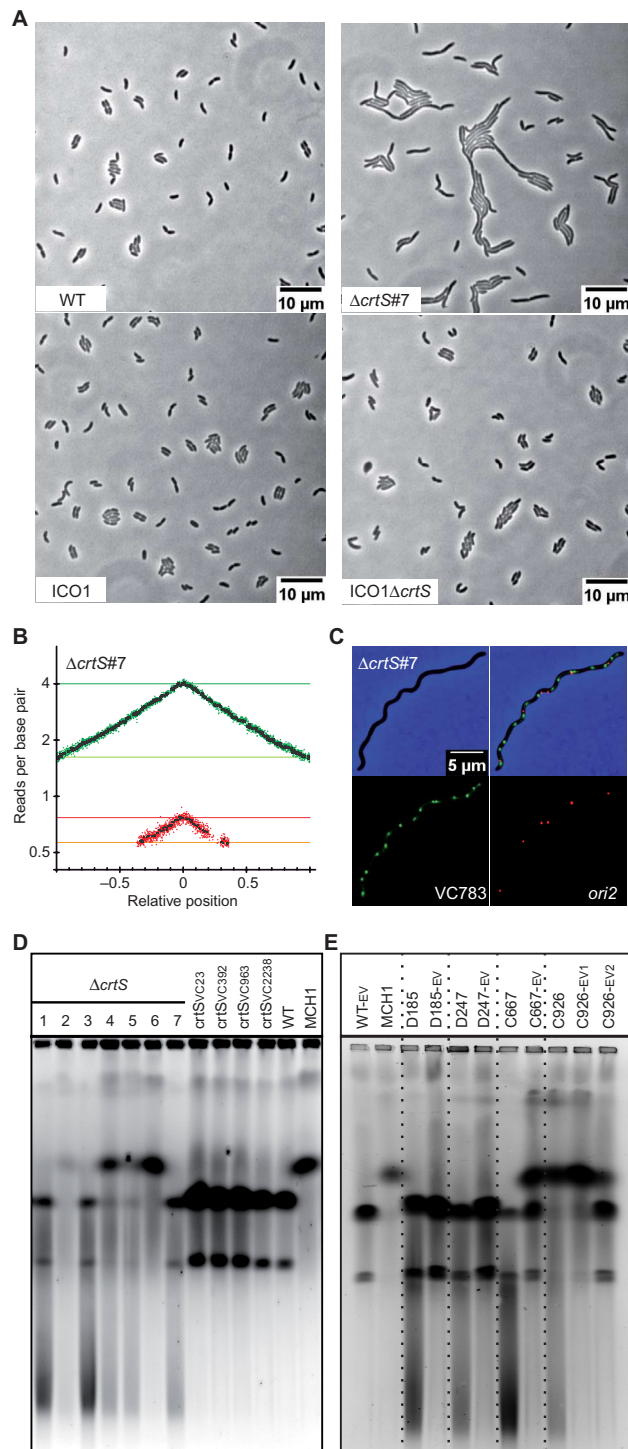 A
WT
10 µm
ΔcrtS#7
10 µm
ICO1
10 µm
ICO1ΔcrtS
10 µm
B
ΔcrtS#7
Reads per base pair
4
2
1
0.5
−0.5
0
0.5
Relative position
C
ΔcrtS#7
5 µm
VC783
ori2
D
ΔcrtS
1 2 3 4 5 6 7
crtSVC23
crtSVC392
crtSVC963
crtSVC2238
WT
MCH1
E
WT-EV
MCH1
D185
D185-EV
D247
D247-EV
C667
C667-EV
C926
C926-EV1
C926-EV2